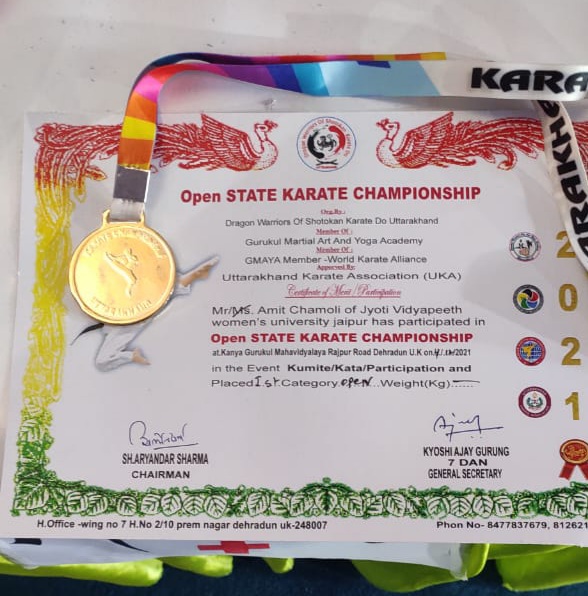 KARA
RAKH
Open STATE KARATE CHAMPIONSHIP
Org.By.:
Dragon Warriors Of Shotokan Karate Do Uttarakhand
Member Of :
Gurukul Martial Art And Yoga Academy
Member Of :
GMAYA Member -World Karate Alliance
Approved By:
Uttarakhand Karate Association (UKA)
Certificate of Merit / Participation
Mr/Ms. Amit Chamoli of Jyoti Vidyapeeth
women's university jaipur has participated in
Open STATE KARATE CHAMPIONSHIP
at.Kanya Gurukul Mahavidyalaya Rajpur Road Dehradun U.K on /2021
in the Event Kumite/Kata/Participation and
Placed Ist Category open Weight(Kg)
2
0
2
1
SH.ARYANDAR SHARMA
CHAIRMAN
KYOSHI AJAY GURUNG
7 DAN
GENERAL SECRETARY
H.Office -wing no 7 H.No 2/10 prem nagar dehradun uk-248007
Phon No- 8477837679, 812621